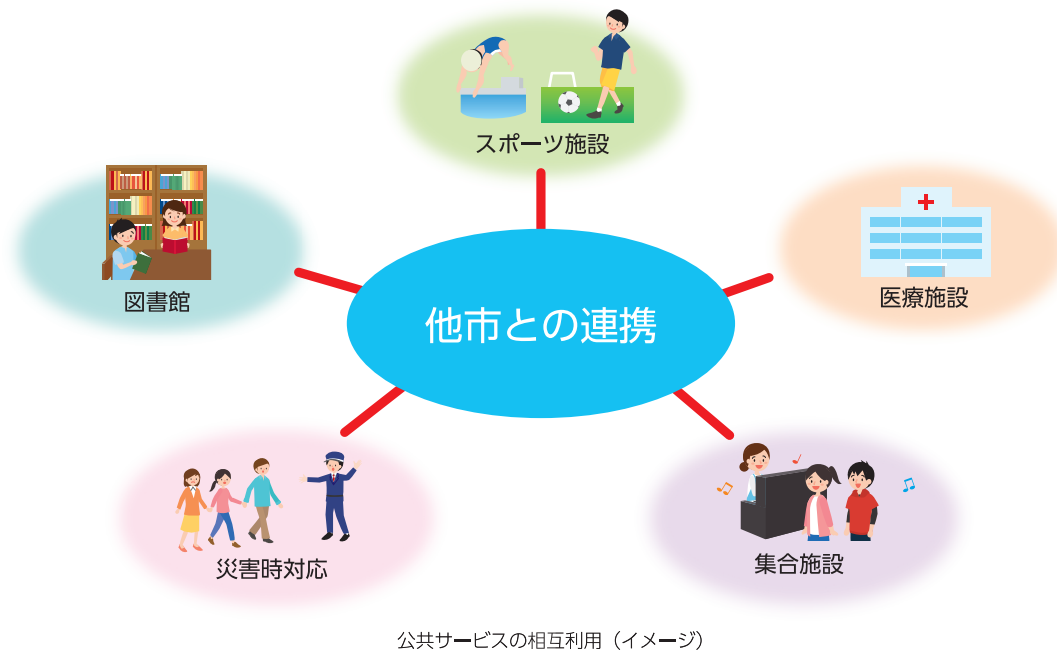 スポーツ施設
図書館
医療施設
他市との連携
災害時対応
集合施設
公共サービスの相互利用（イメージ）